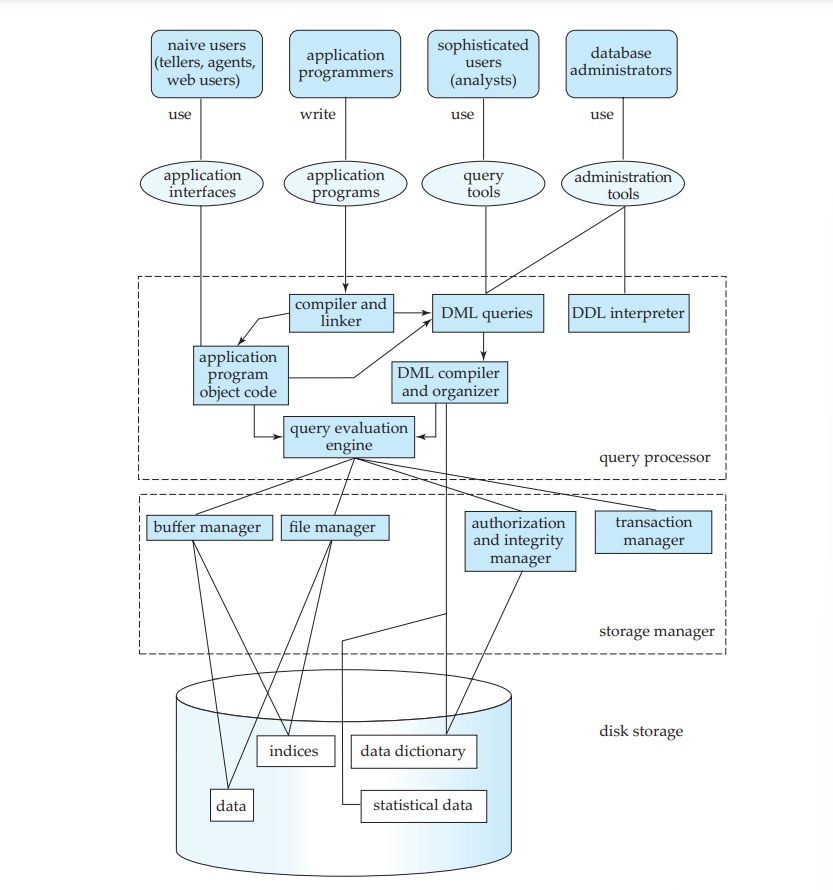 naive users
(tellers, agents,
web users)
application
programmers
sophisticated
users
(analysts)
database
administrators
use
write
use
use
application
interfaces
application
programs
query
tools
administration
tools
compiler and
linker
DML queries
DDL interpreter
application
program
object code
DML compiler
and organizer
query evaluation
engine
query processor
buffer manager
file manager
authorization
and integrity
manager
transaction
manager
storage manager
disk storage
indices
data dictionary
data
statistical data